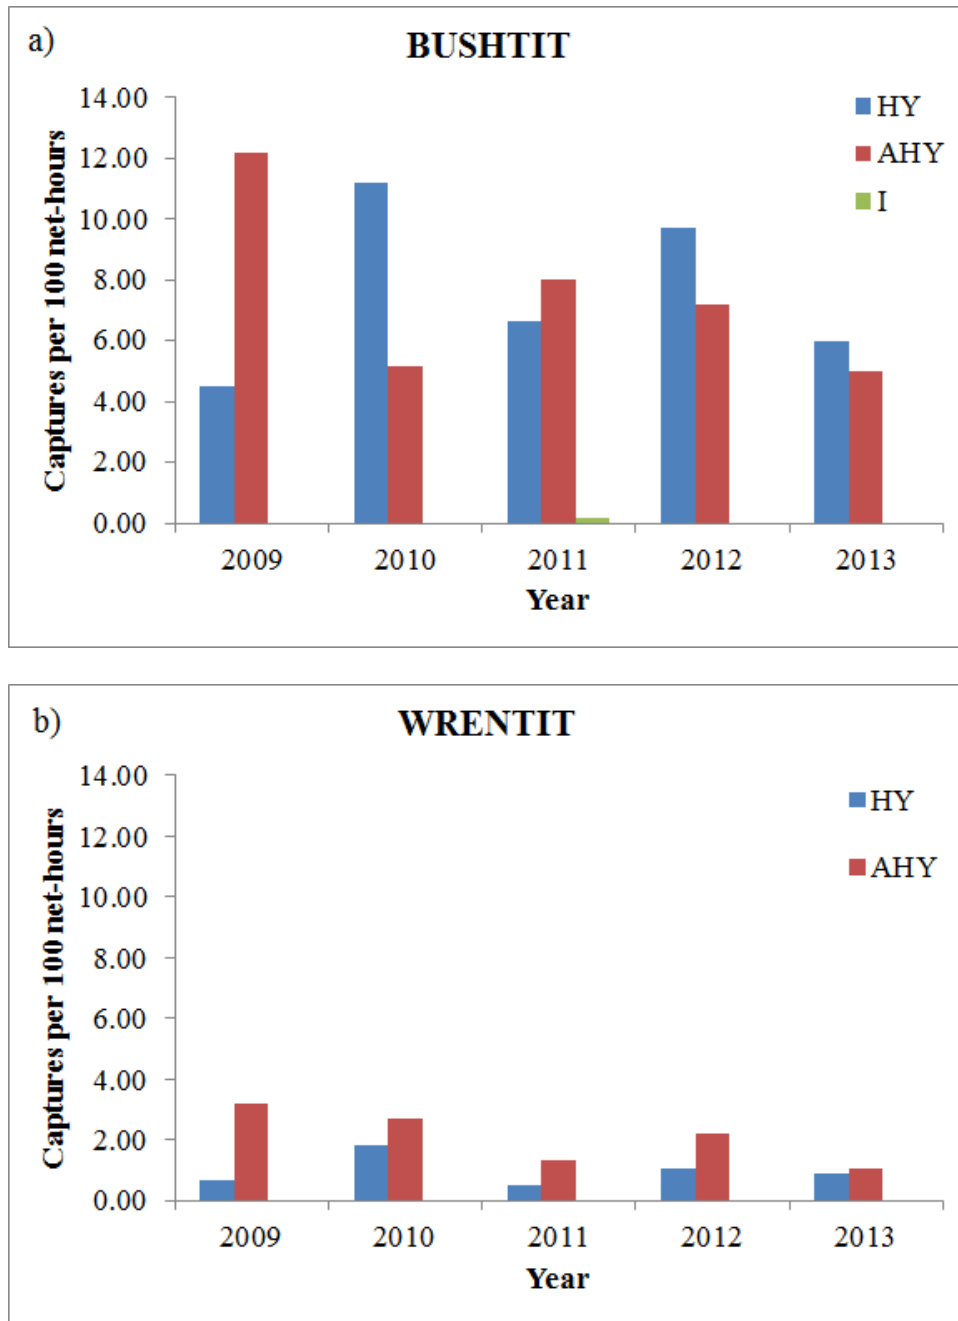 a)
BUSHTIT
Captures per 100 net-hours
14.00
12.00
10.00
8.00
6.00
4.00
2.00
0.00
HY
AHY
I
2009 2010 2011 2012 2013
Year
b)
WRENTIT
Captures per 100 net-hours
14.00
12.00
10.00
8.00
6.00
4.00
2.00
0.00
HY
AHY
2009 2010 2011 2012 2013
Year